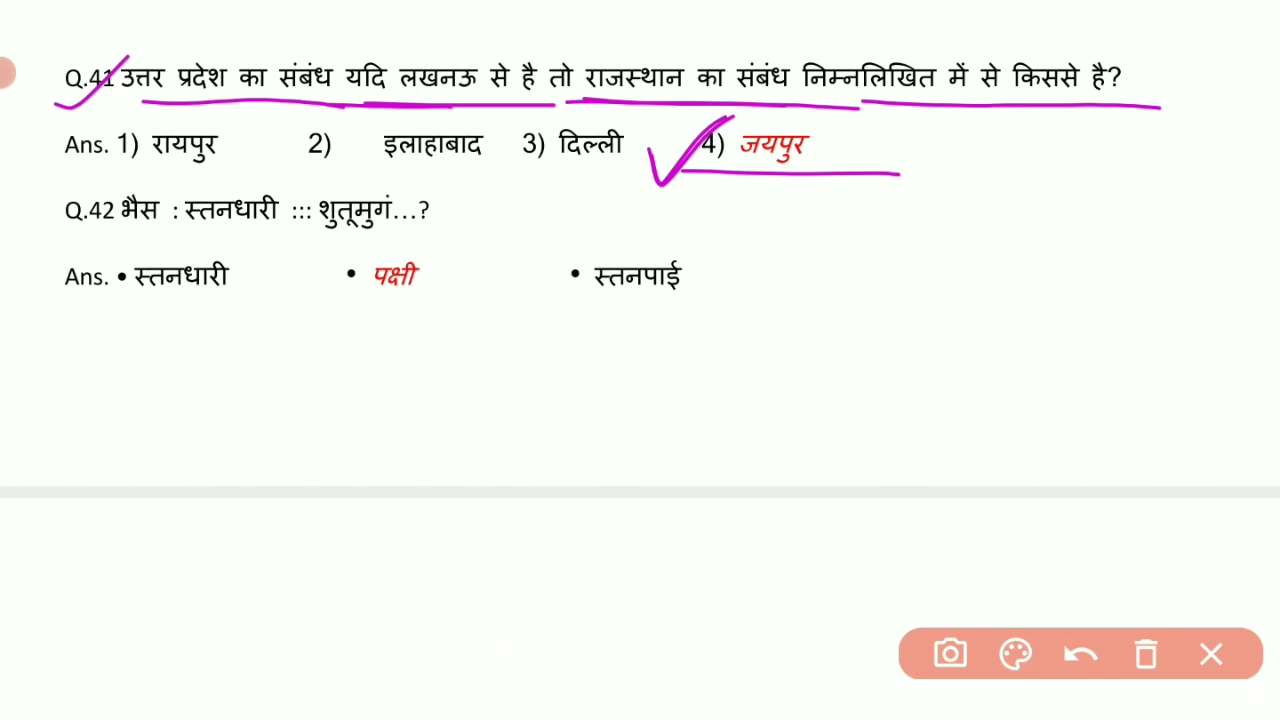 Q.41 उत्तर प्रदेश का संबंध यदि लखनऊ से है तो राजस्थान का संबंध निम्नलिखित में से किससे है?
Ans. 1) रायपुर 2) इलाहाबाद 3) दिल्ली 4) जयपुर
Q.42 भैस : स्तनधारी ::: शुतूमुगं...?
Ans. • स्तनधारी • पक्षी • स्तनपाई